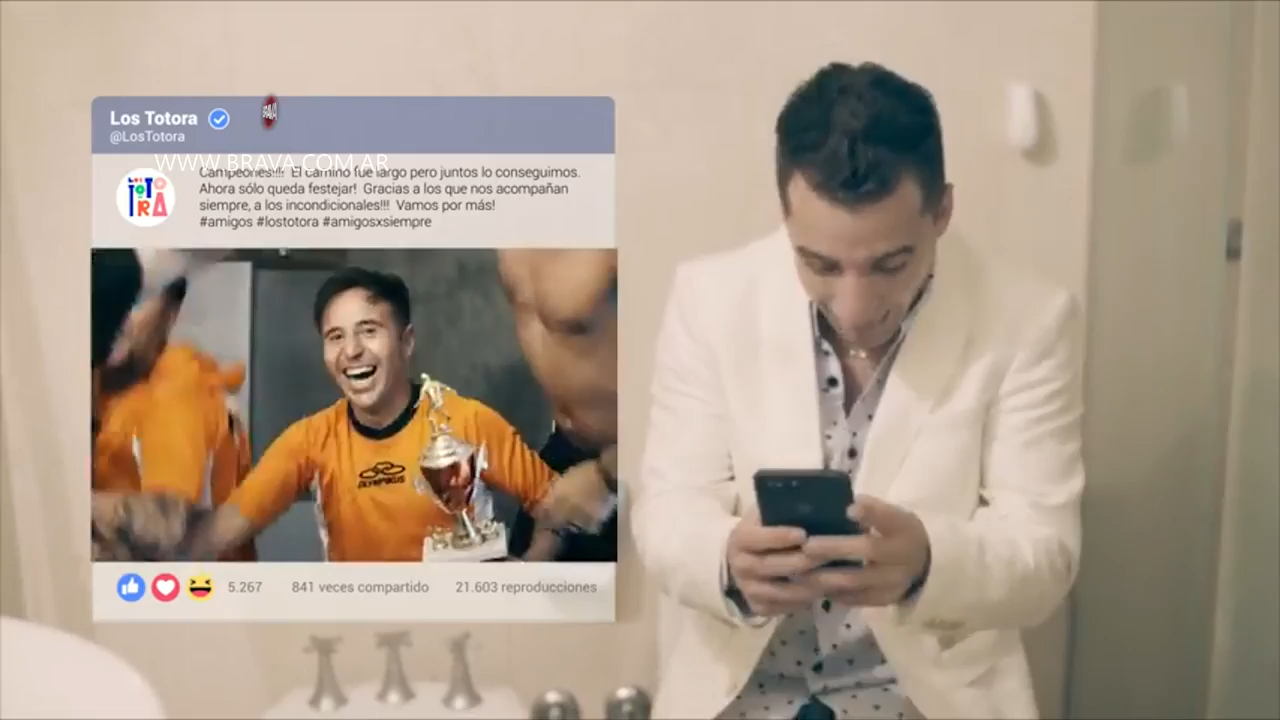 Los Totora
@LosTotora
WWW.BRAVA.COM.AR
Campeones!!!! El camino fue largo pero juntos lo conseguimos.
Ahora sólo queda festejar! Gracias a los que nos acompañan
siempre, a los incondicionales!!! Vamos por más!
#amigos #lostotora #amigosxsiempre
LOS TOTORA
OLYMPIKUS
5.267 841 veces compartido 21.603 reproducciones